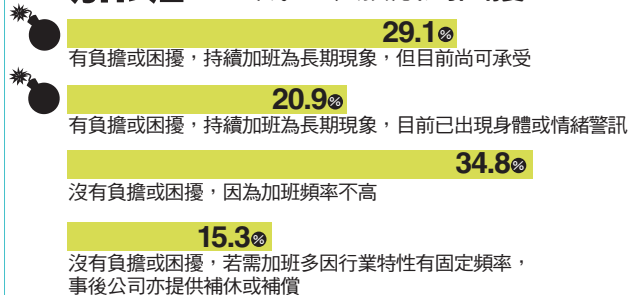 29.1%
有負擔或困擾，持續加班為長期現象，但目前尚可承受
20.9%
有負擔或困擾，持續加班為長期現象，目前已出現身體或情緒警訊
34.8%
沒有負擔或困擾，因為加班頻率不高
15.3%
沒有負擔或困擾，若需加班多因行業特性有固定頻率，
事後公司亦提供補休或補償